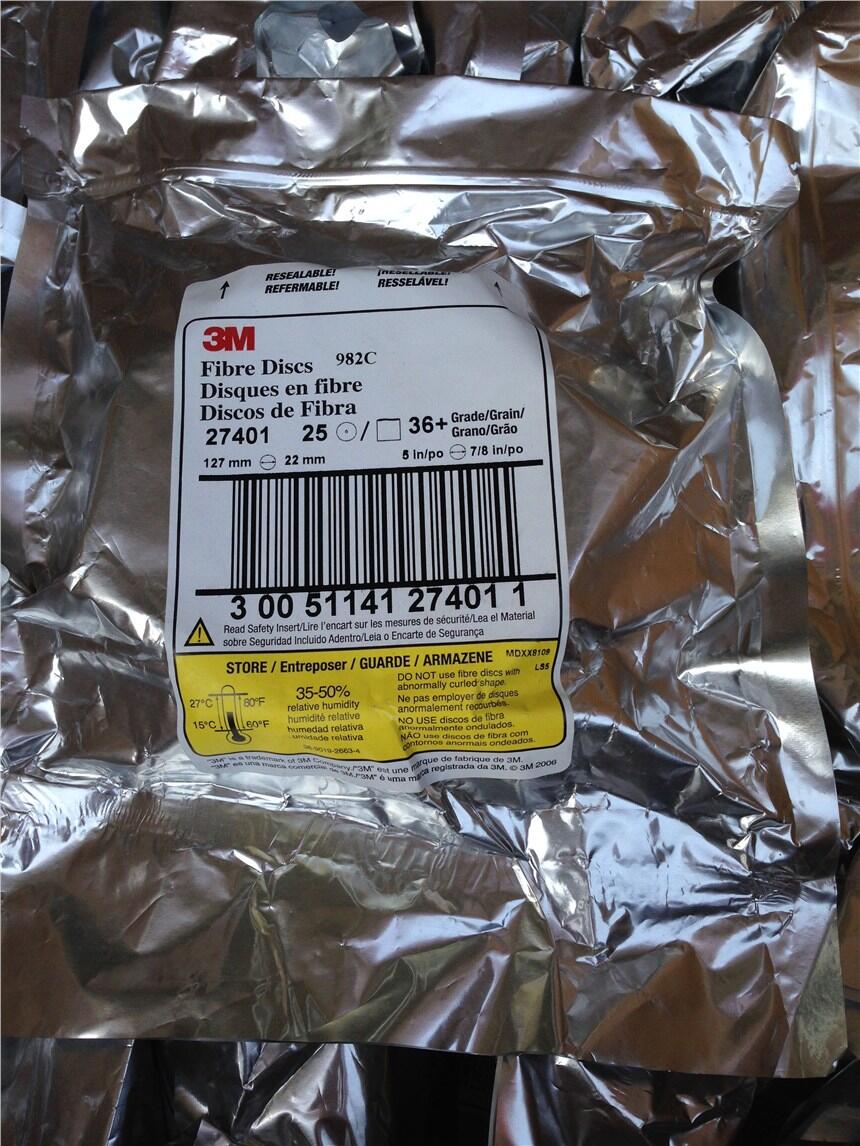 RESEALABLE! ¡RESELLABLE!
REFERMABLE! RESSELÁVEL!
3M
Fibre Discs 982C
Disques en fibre
Discos de Fibra
27401 25 / 36+ Grade/Grain/
Grano/Grão
127 mm 22 mm 5 in/po 7/8 in/po
3 00 51141 27401 1
Read Safety Insert/Lire l'encart sur les mesures de sécurité/Lea el Material
sobre Seguridad Incluido Adentro/Leia o Encarte de Segurança
STORE / Entreposer / GUARDE / ARMAZENE MDXX8109
LS5
27°C 80°F
15°C 60°F
35-50%
relative humidity
humidité relative
humedad relativa
umidade relativa
DO NOT use fibre discs with
abnormally curled shape.
Ne pas employer de disques
anormalement recourbés.
NO USE discos de fibra
anormalmente ondulados.
NÃO use discos de fibra com
contornos anormais ondeados.
36-9019-2663-4
"3M" is a trademark of 3M Company./"3M" est une marque de fabrique de 3M.
"3M" es una marca comercial de 3M./"3M" é uma marca registrada da 3M. © 3M 2006